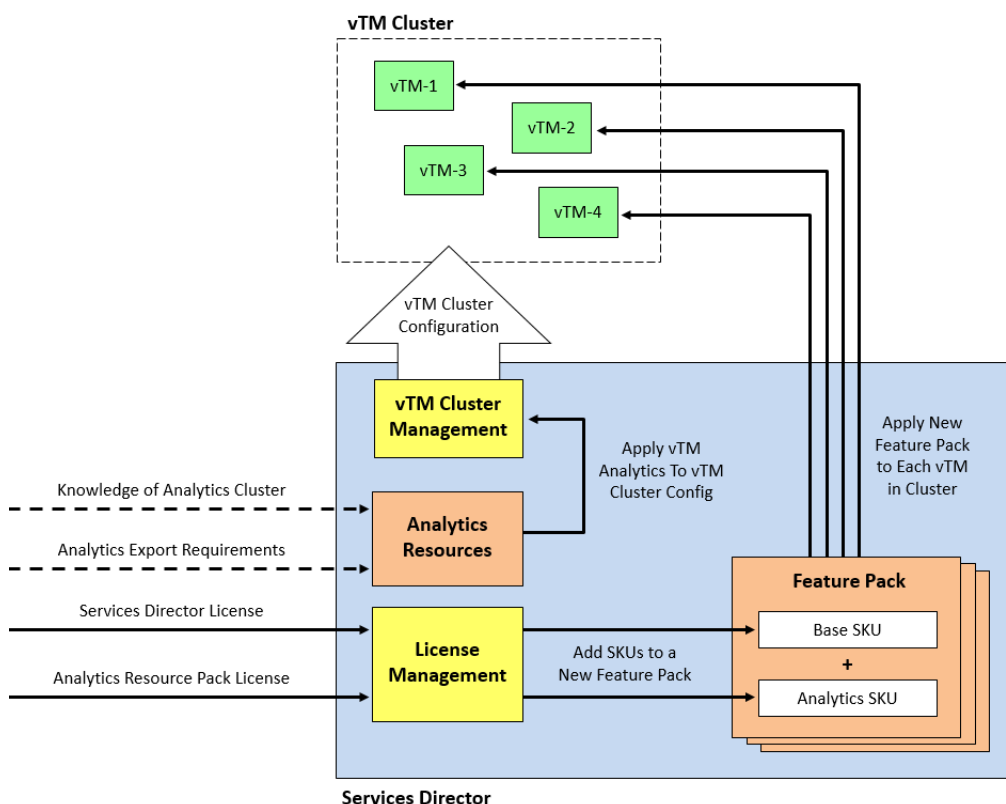 vTM Cluster
vTM-1
vTM-2
vTM-3
vTM-4
vTM Cluster
Configuration
vTM Cluster
Management
Apply vTM
Analytics To vTM
Cluster Config
Apply New
Feature Pack
to Each vTM
in Cluster
Knowledge of Analytics Cluster
Analytics Export Requirements
Analytics
Resources
Services Director License
Analytics Resource Pack License
License
Management
Add SKUs to a
New Feature Pack
Feature Pack
Base SKU
+
Analytics SKU
Services Director